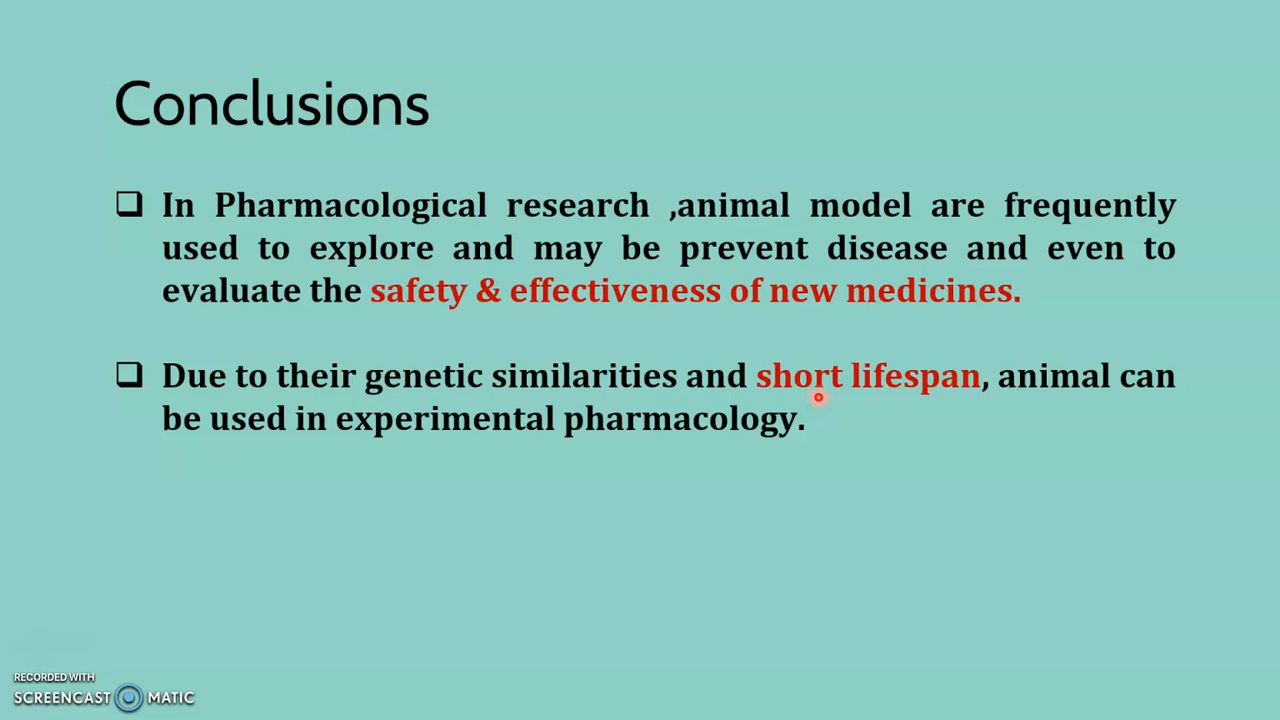 Conclusions
In Pharmacological research ,animal model are frequently
used to explore and may be prevent disease and even to
evaluate the safety & effectiveness of new medicines.
Due to their genetic similarities and short lifespan, animal can
be used in experimental pharmacology.
RECORDED WITH
SCREENCAST MATIC